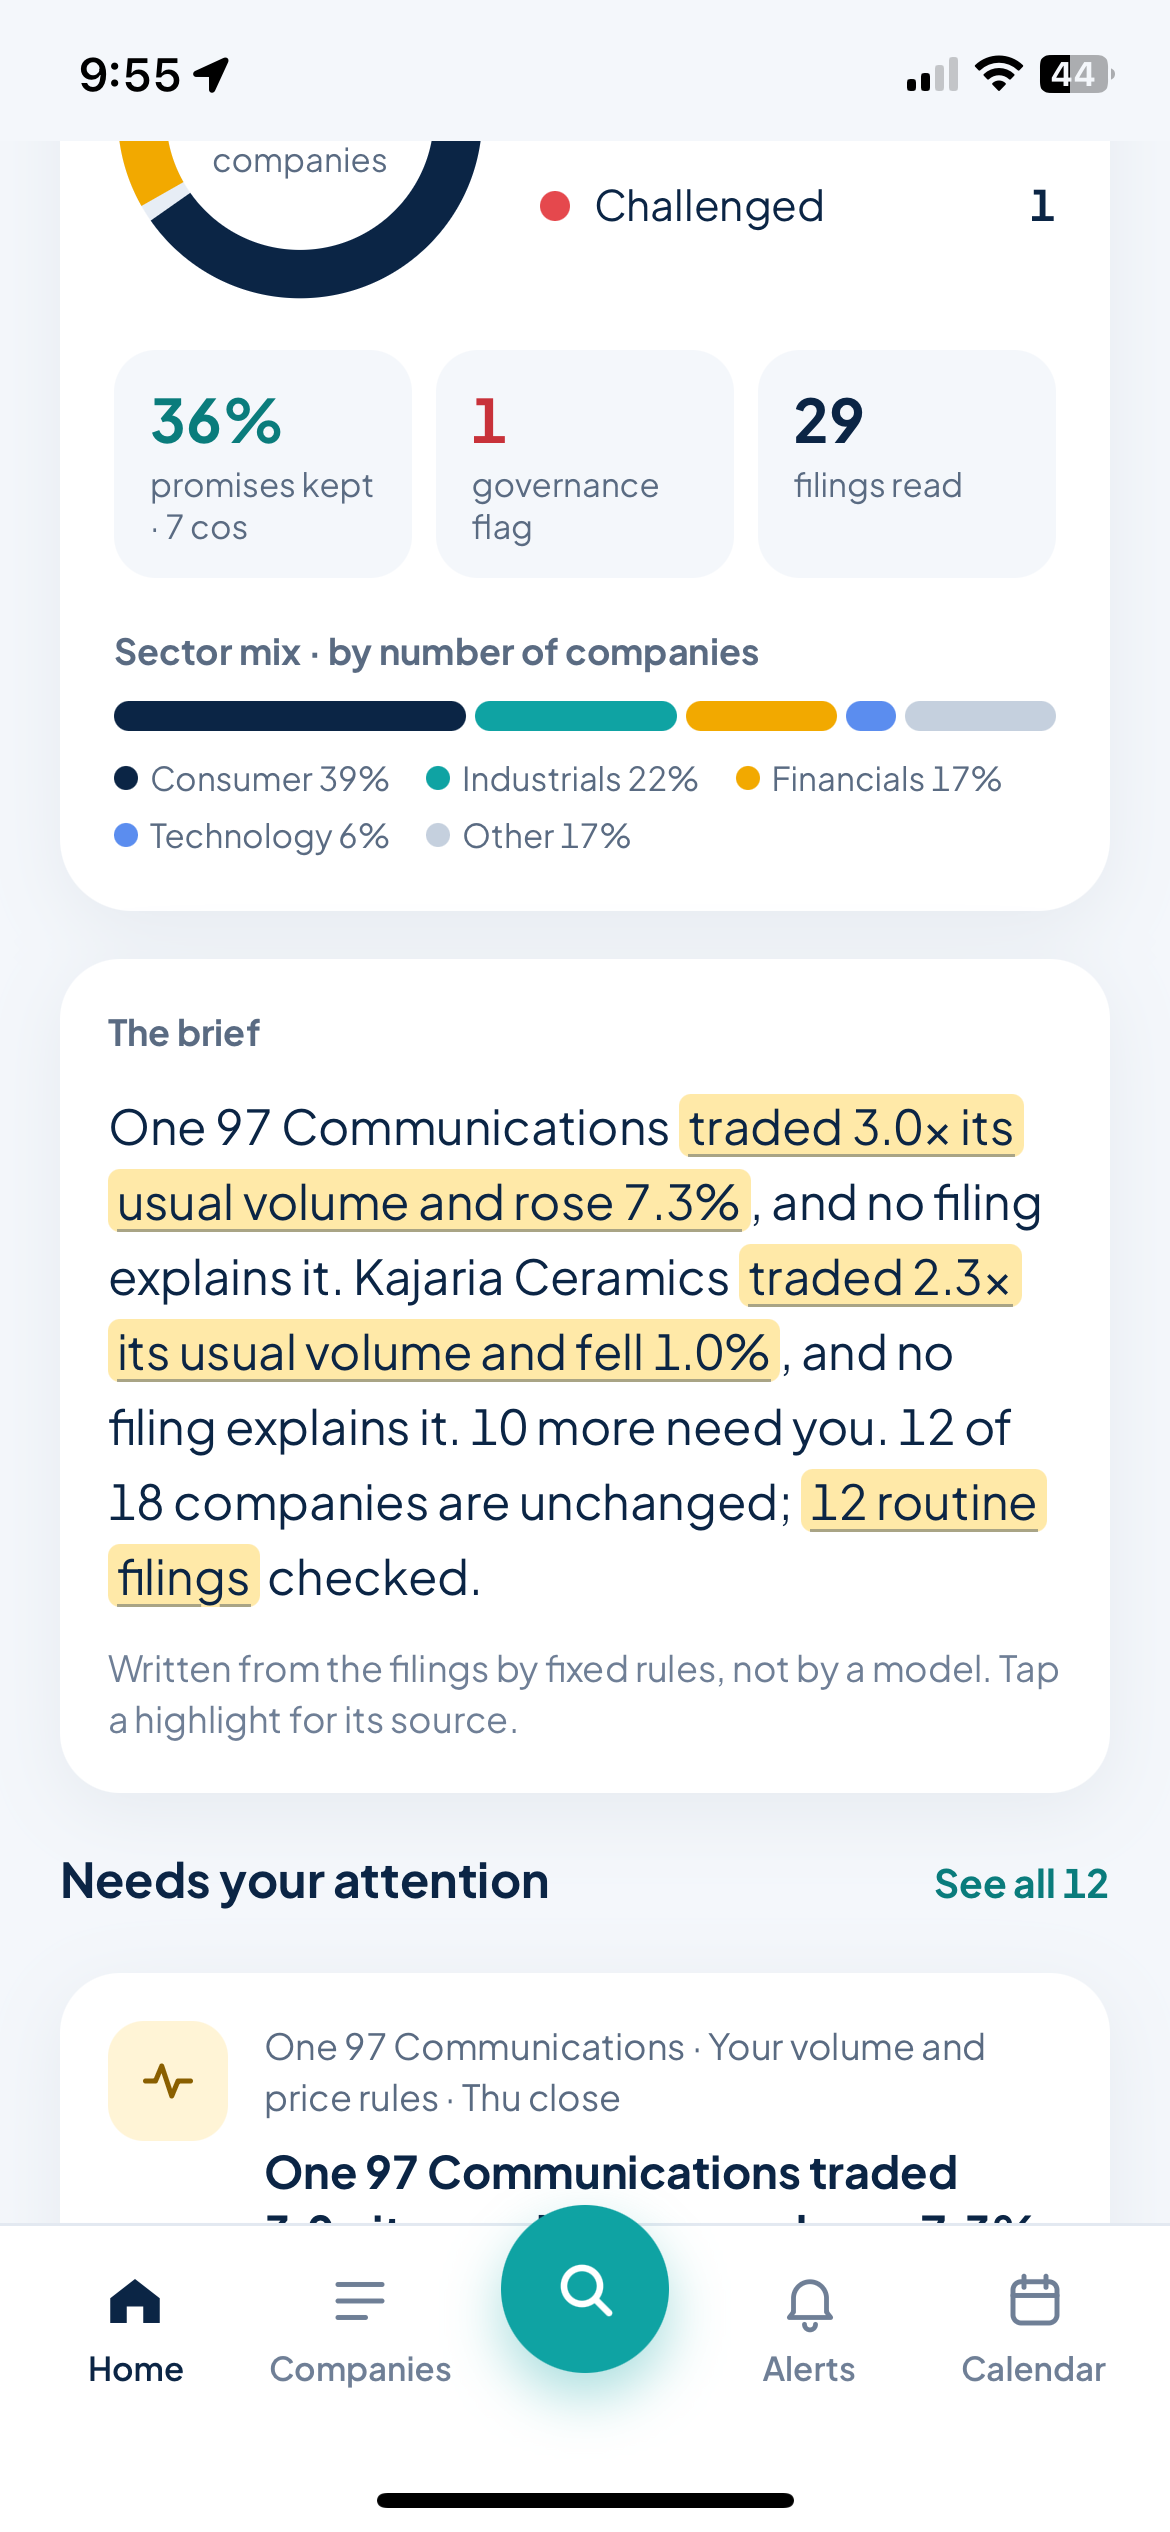 9:55
44
companies
Challenged 1
36%
promises kept
· 7 cos
1
governance
flag
29
filings read
Sector mix · by number of companies
Consumer 39% Industrials 22% Financials 17%
Technology 6% Other 17%
The brief
One 97 Communications traded 3.0× its
usual volume and rose 7.3%, and no filing
explains it. Kajaria Ceramics traded 2.3×
its usual volume and fell 1.0%, and no
filing explains it. 10 more need you. 12 of
18 companies are unchanged; 12 routine
filings checked.
Written from the filings by fixed rules, not by a model. Tap
a highlight for its source.
Needs your attention See all 12
One 97 Communications · Your volume and
price rules · Thu close
One 97 Communications traded
Home Companies Alerts Calendar